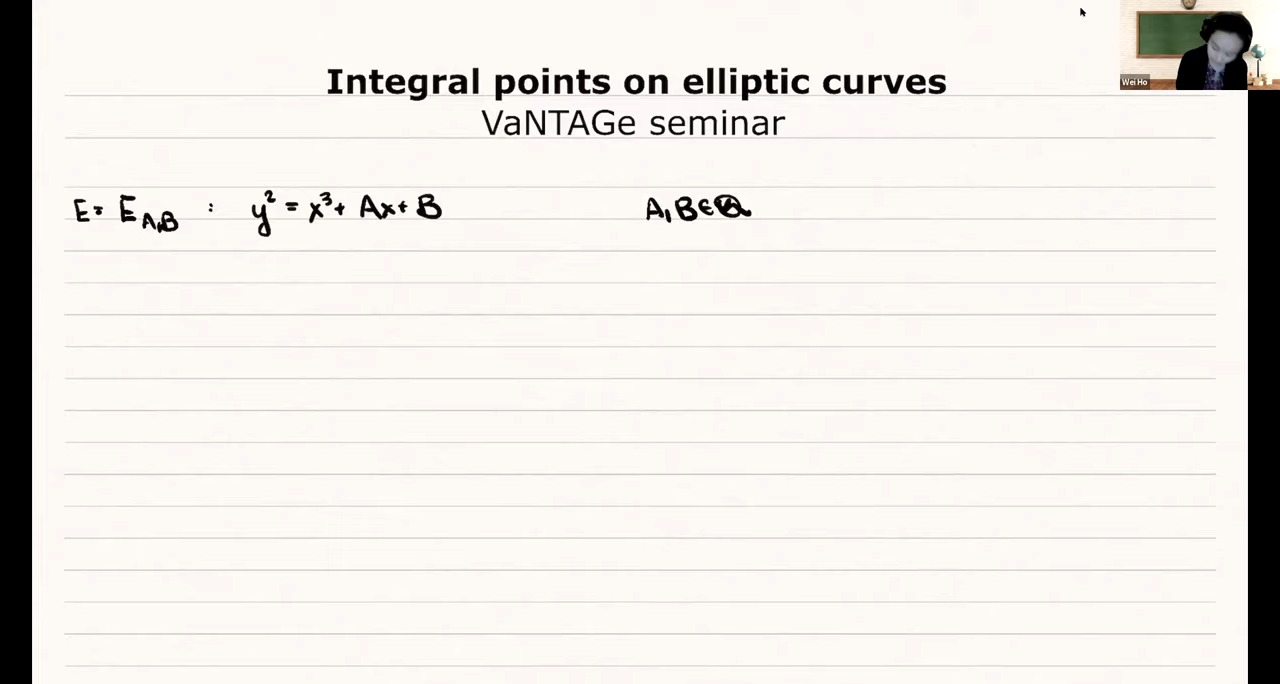 Integral points on elliptic curves
VaNTAGe seminar
E = E_{A,B} : y² = x³ + Ax + B A, B ∈ ℚ
Wei Ho